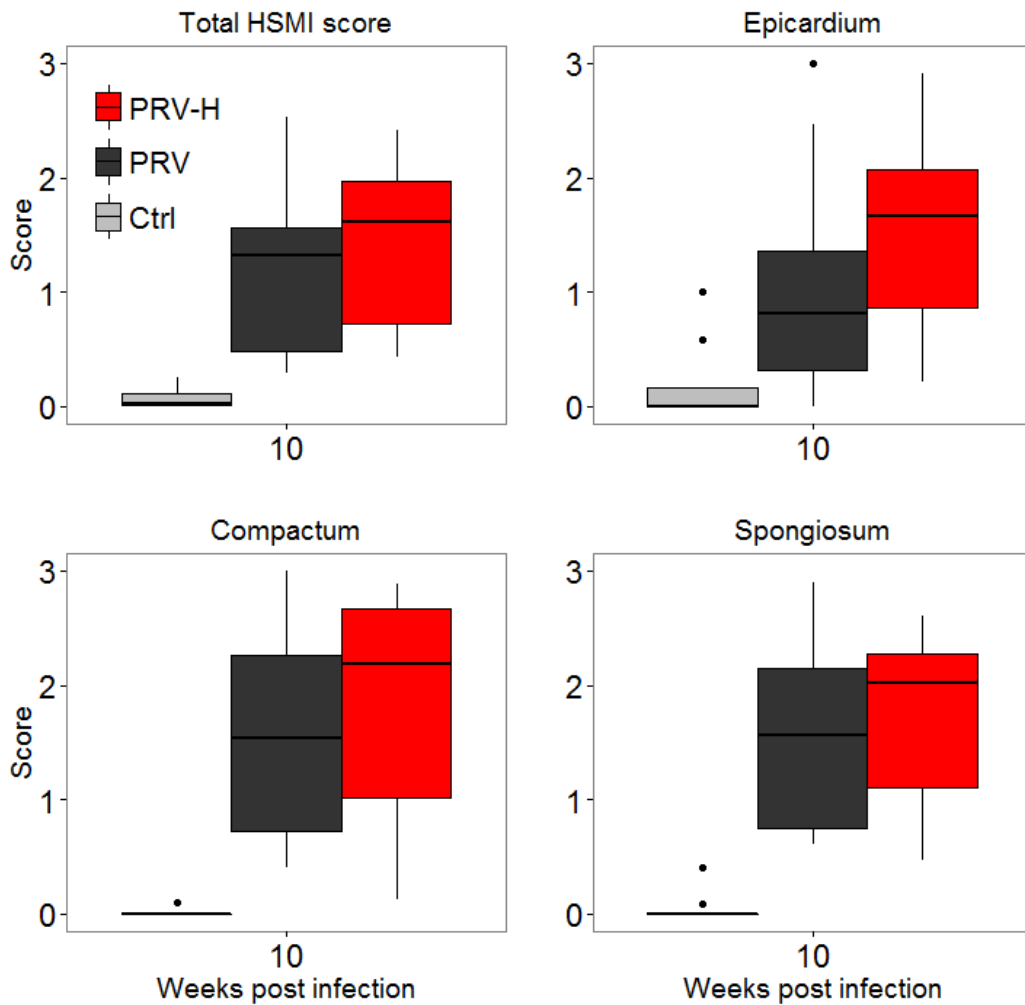 Total HSMI score
3
2
1
0
Score
PRV-H
PRV
Ctrl
10
Epicardium
3
2
1
0
10
Compactum
3
2
1
0
Score
10
Weeks post infection
Spongiosum
3
2
1
0
10
Weeks post infection